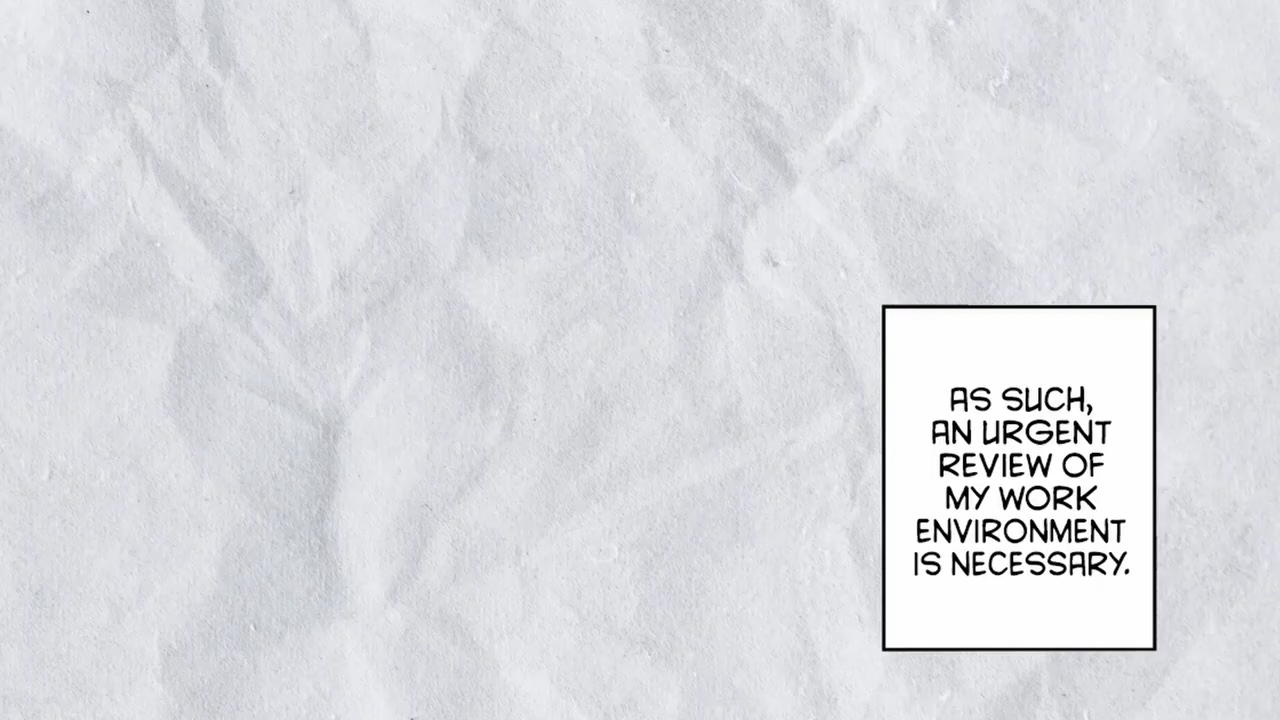 AS SUCH,
AN URGENT
REVIEW OF
MY WORK
ENVIRONMENT
IS NECESSARY.